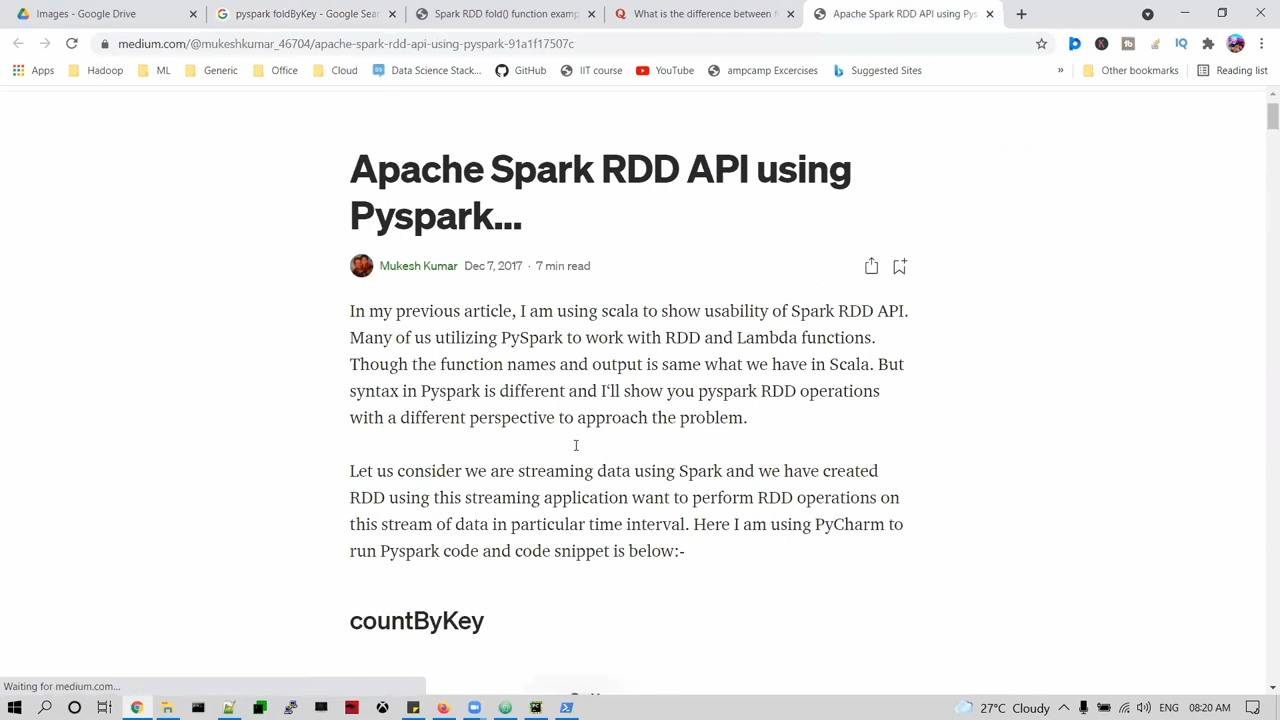 Images - Google Drive
pyspark foldByKey - Google Sear
Spark RDD fold() function examp
What is the difference between f
Apache Spark RDD API using Pys
medium.com/@mukeshkumar_46704/apache-spark-rdd-api-using-pyspark-91a1f17507c
Apps
Hadoop
ML
Generic
Office
Cloud
Data Science Stack...
GitHub
IIT course
YouTube
ampcamp Excercises
Suggested Sites
»
Other bookmarks
Reading list
Apache Spark RDD API using
Pyspark...
Mukesh Kumar Dec 7, 2017 · 7 min read
In my previous article, I am using scala to show usability of Spark RDD API.
Many of us utilizing PySpark to work with RDD and Lambda functions.
Though the function names and output is same what we have in Scala. But
syntax in Pyspark is different and I'll show you pyspark RDD operations
with a different perspective to approach the problem.
Let us consider we are streaming data using Spark and we have created
RDD using this streaming application want to perform RDD operations on
this stream of data in particular time interval. Here I am using PyCharm to
run Pyspark code and code snippet is below:-
countByKey
Waiting for medium.com...
27°C Cloudy
ENG
08:20 AM